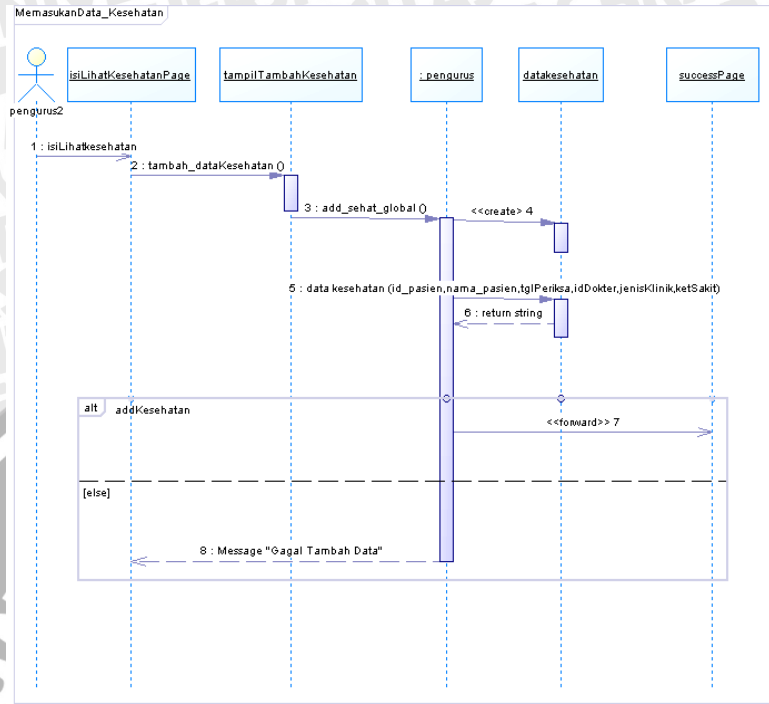 MemasukanData_Kesehatan
isiLihatKesehatanPage
tampilTambahKesehatan
: pengurus
datakesehatan
successPage
pengurus2
1 : isiLihatkesehatan
2 : tambah_dataKesehatan ()
3 : add_sehat_global ()
<<create> 4
5 : data kesehatan (id_pasien,nama_pasien,tglPeriksa,idDokter,jenisKlinik,ketSakit)
6 : return string
alt
addKesehatan
<<forward>> 7
[else]
8 : Message "Gagal Tambah Data"